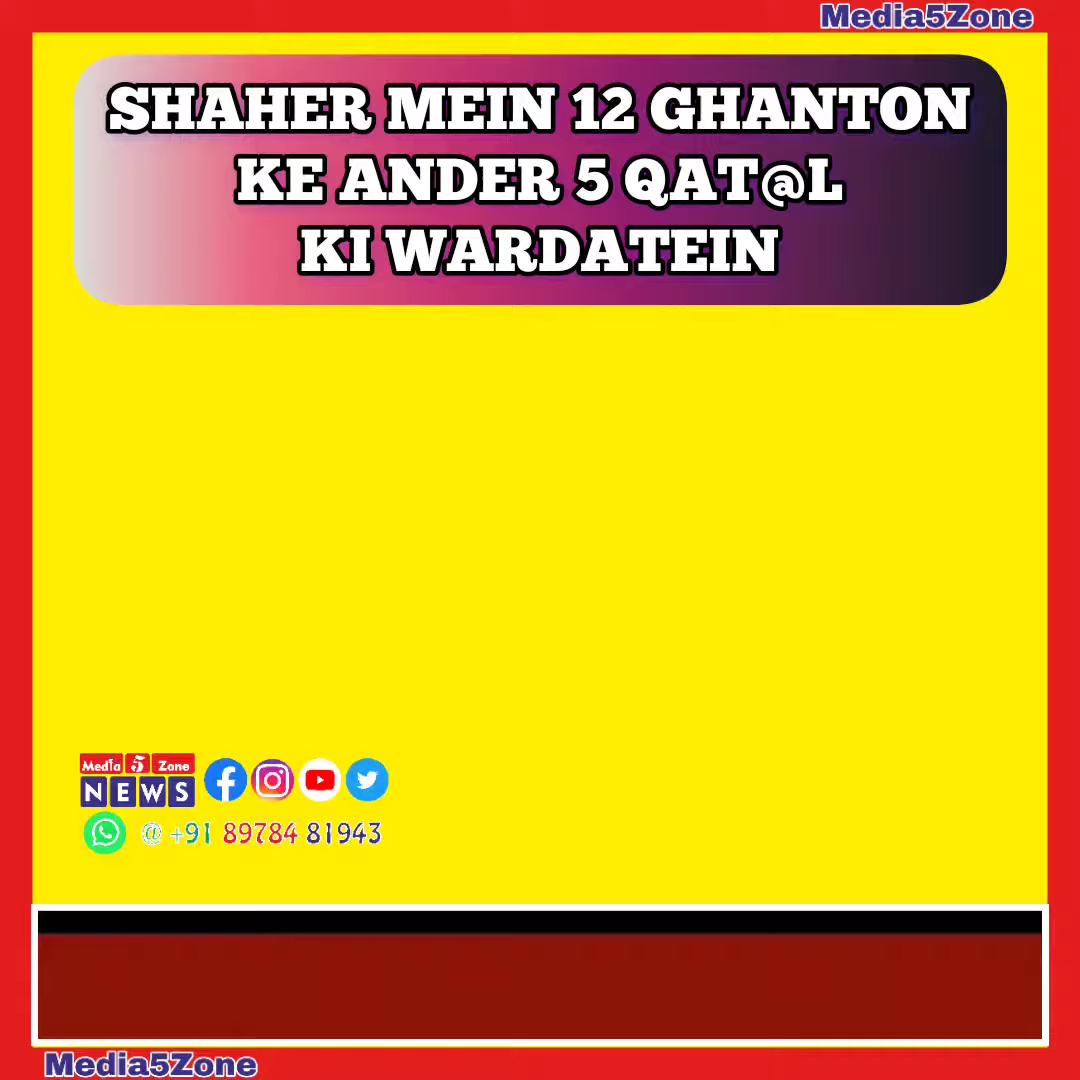 Media5Zone
SHAHER MEIN 12 GHANTON
KE ANDER 5 QAT@L
KI WARDATEIN
Media 5 Zone
NEWS
@ +91 89784 81943
Media5Zone